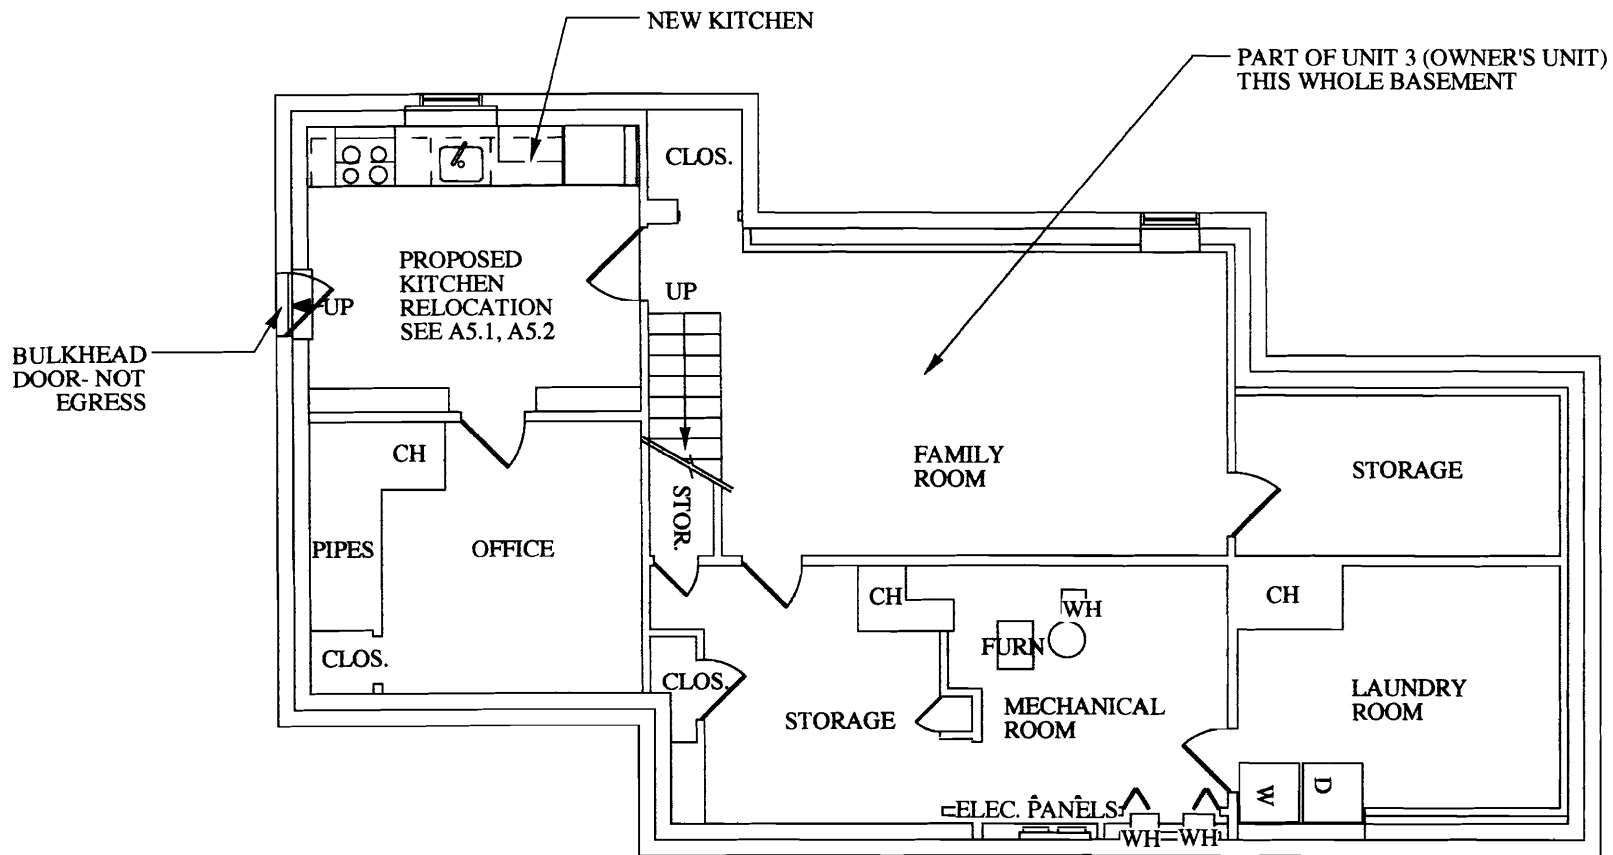 NEW KITCHEN
PART OF UNIT 3 (OWNER'S UNIT)
THIS WHOLE BASEMENT
CLOS.
PROPOSED
KITCHEN
RELOCATION
SEE A5.1, A5.2
UP
UP
BULKHEAD
DOOR- NOT
EGRESS
CH
FAMILY
ROOM
STORAGE
STOR.
PIPES
OFFICE
CH
WH
CH
FURN
CLOS.
CLOS.
STORAGE
MECHANICAL
ROOM
LAUNDRY
ROOM
W
D
ELEC. PANELS
WH
WH